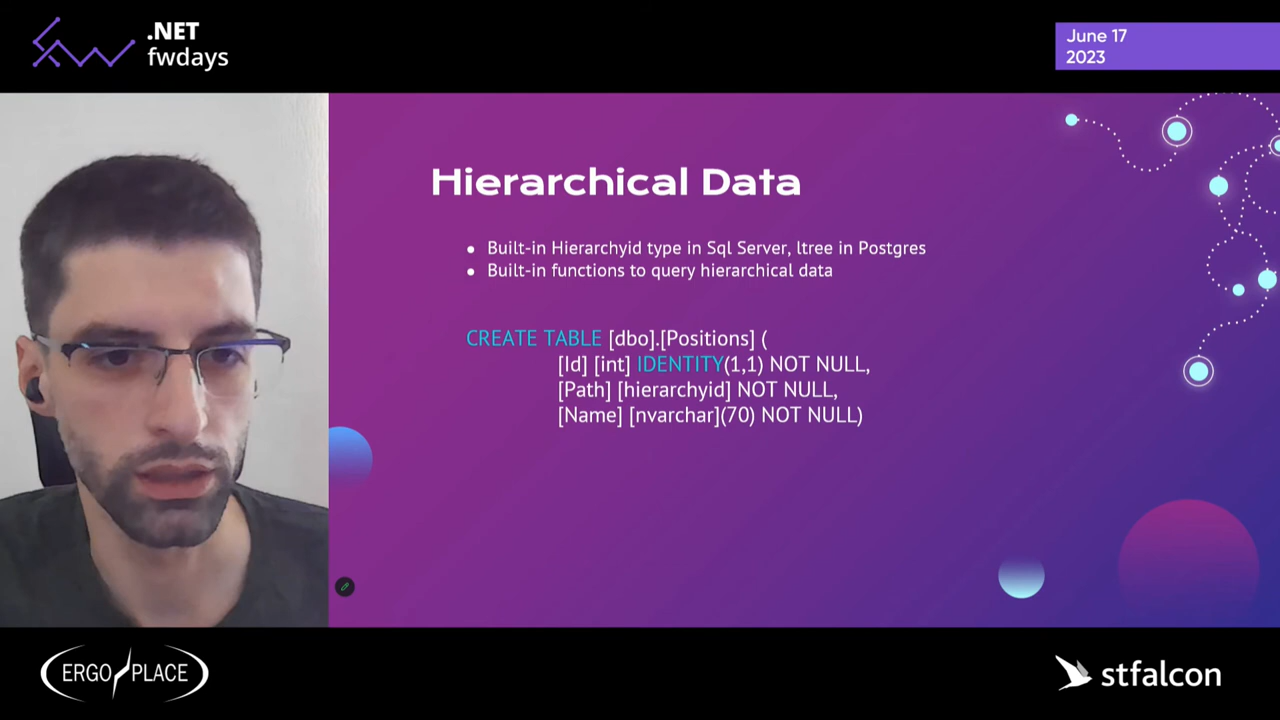 .NET
fwdays
June 17
2023
Hierarchical Data
● Built-in Hierarchyid type in Sql Server, ltree in Postgres
● Built-in functions to query hierarchical data
CREATE TABLE [dbo].[Positions] (
[Id] [int] IDENTITY(1,1) NOT NULL,
[Path] [hierarchyid] NOT NULL,
[Name] [nvarchar](70) NOT NULL)
ERGO PLACE
stfalcon